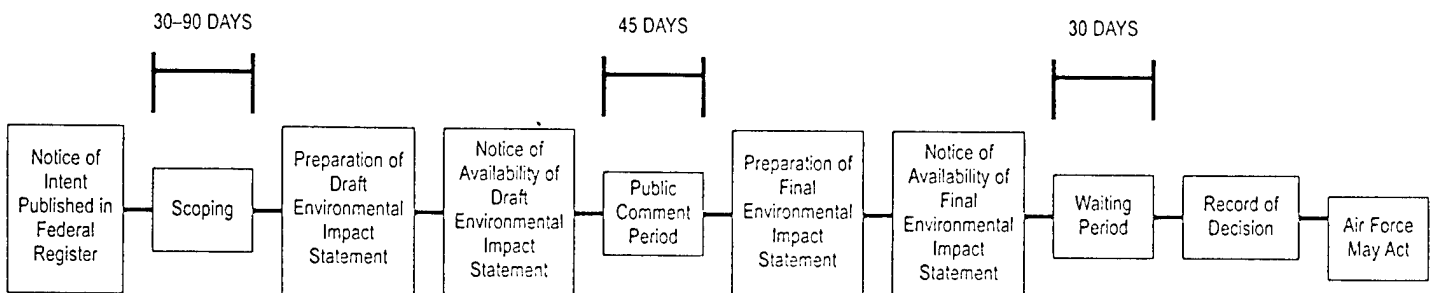 30–90 DAYS
45 DAYS
30 DAYS
Notice of
Intent
Published in
Federal
Register
Scoping
Preparation of
Draft
Environmental
Impact
Statement
Notice of
Availability of
Draft
Environmental
Impact
Statement
Public
Comment
Period
Preparation of
Final
Environmental
Impact
Statement
Notice of
Availability of
Final
Environmental
Impact
Statement
Waiting
Period
Record of
Decision
Air Force
May Act